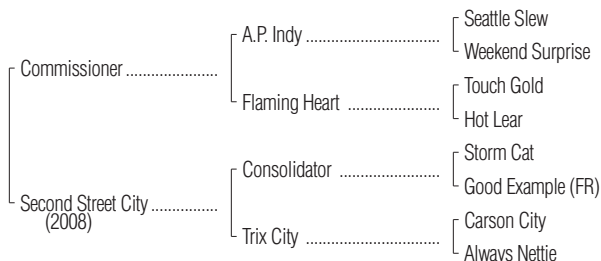 Seattle Slew
A.P. Indy ..............................
Weekend Surprise
Commissioner .....................
Touch Gold
Flaming Heart .....................
Hot Lear
Storm Cat
Consolidator .......................
Good Example (FR)
Second Street City ...............
(2008)
Carson City
Trix City ..............................
Always Nettie